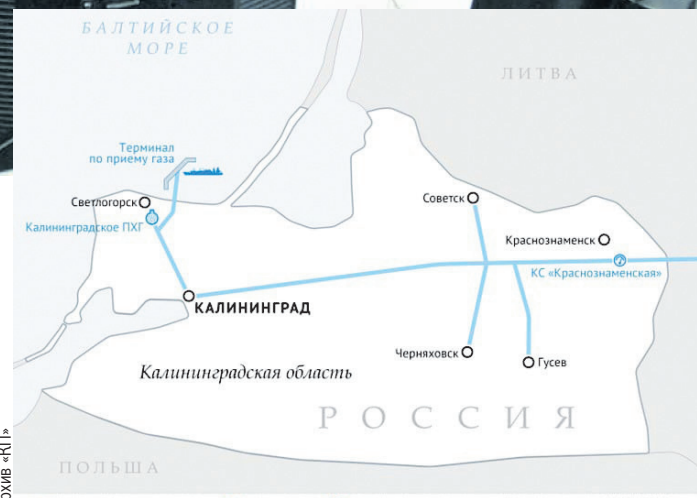 БАЛТИЙСКОЕ
МОРЕ
ЛИТВА
Терминал
по приему газа
Светлогорск
Советск
Калининградское ПХГ
Краснознаменск
КС «Краснознаменская»
КАЛИНИНГРАД
Черняховск
Гусев
Калининградская область
РОССИЯ
ПОЛЬША
«КП»